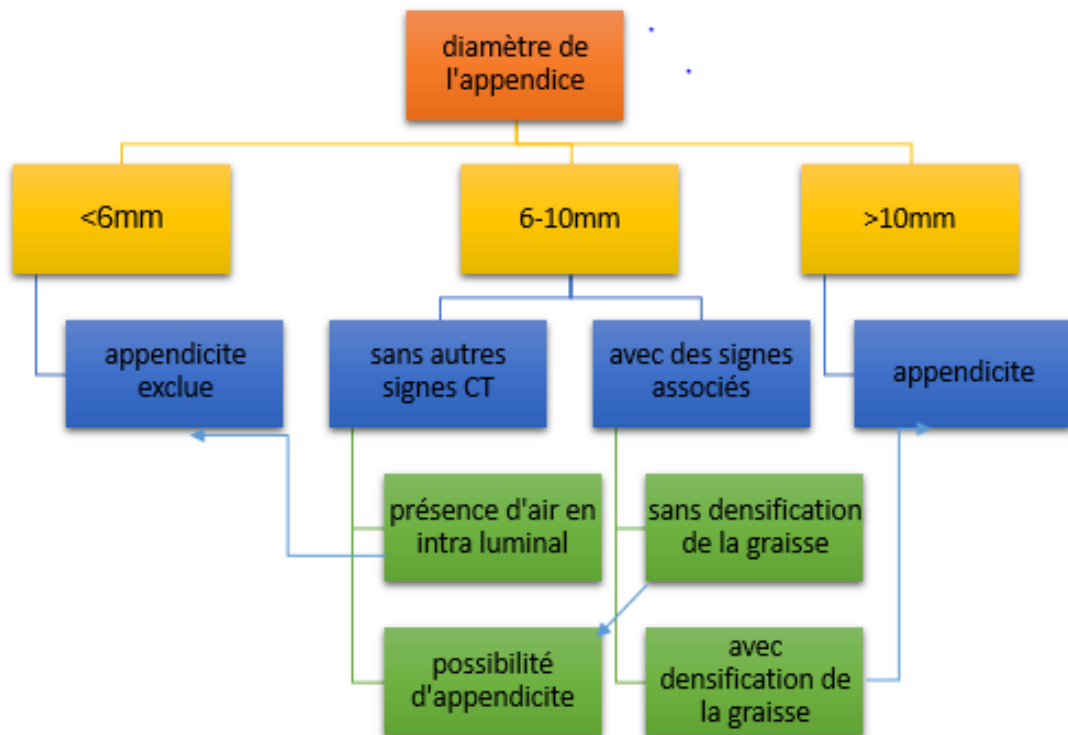 diamètre de
l'appendice
<6mm
6-10mm
>10mm
appendicite
exclue
sans autres
signes CT
avec des signes
associés
appendicite
présence d'air en
intra luminal
sans densification
de la graisse
possibilité
d'appendicite
avec
densification de
la graisse